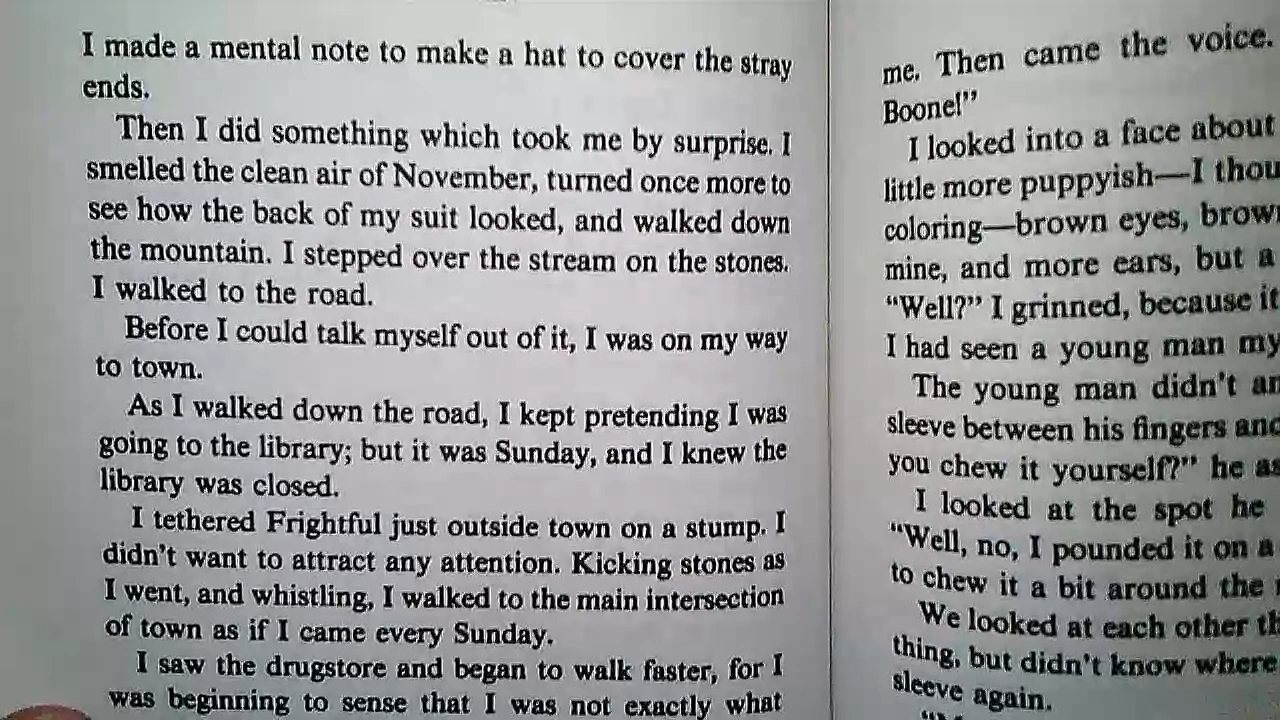 I made a mental note to make a hat to cover the stray
ends.
Then I did something which took me by surprise. I
smelled the clean air of November, turned once more to
see how the back of my suit looked, and walked down
the mountain. I stepped over the stream on the stones.
I walked to the road.
Before I could talk myself out of it, I was on my way
to town.
As I walked down the road, I kept pretending I was
going to the library; but it was Sunday, and I knew the
library was closed.
I tethered Frightful just outside town on a stump. I
didn't want to attract any attention. Kicking stones as
I went, and whistling, I walked to the main intersection
of town as if I came every Sunday.
I saw the drugstore and began to walk faster, for I
was beginning to sense that I was not exactly what
me. Then came the voice.
Boone!"
I looked into a face about
little more puppyish—I
coloring—brown eyes,
mine, and more ears, but a
"Well?" I grinned, because it
I had seen a young man my
The young man didn't
sleeve between his fingers
you chew it yourself?" he
I looked at the spot he
"Well, no, I pounded it on a
to chew it a bit around the
We looked at each other
thing, but didn't know where
sleeve again.